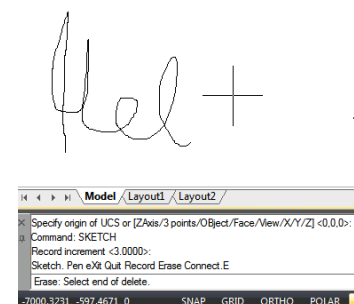 Hel
Model Layout1 Layout2
Specify origin of UCS or [ZAxis/3 points/OBject/Face/View/X/Y/Z] <0,0,0>:
Command: SKETCH
Record increment <3.0000>:
Sketch. Pen eXit Quit Record Erase Connect.E
Erase: Select end of delete.
-7000.3231 -597.4671 0 SNAP GRID ORTHO POLAR